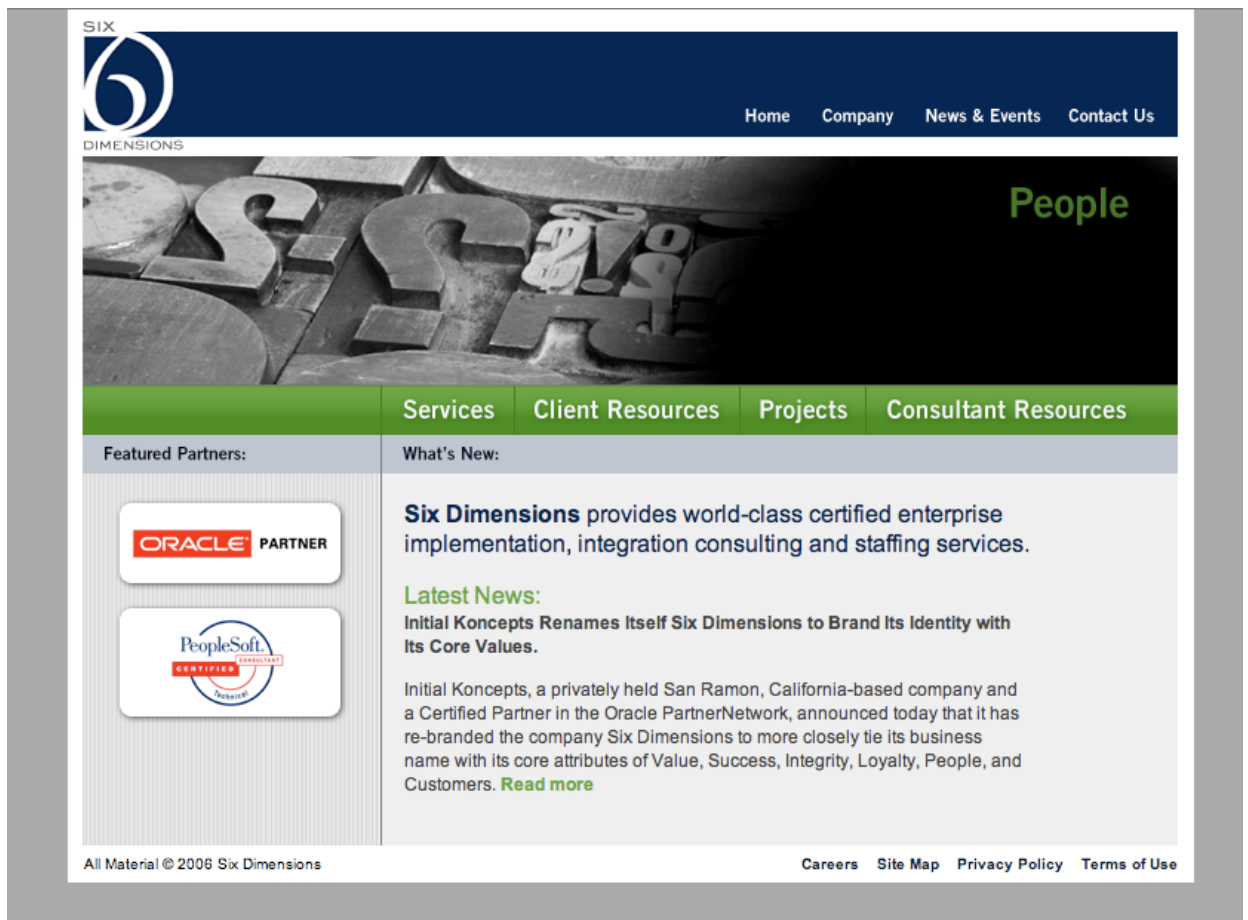 SIX
6
DIMENSIONS
Home Company News & Events Contact Us
People
Services Client Resources Projects Consultant Resources
Featured Partners:
What's New:
ORACLE PARTNER
PeopleSoft.
CONSULTANT
CERTIFIED
Technical
Six Dimensions provides world-class certified enterprise
implementation, integration consulting and staffing services.
Latest News:
Initial Koncepts Renames Itself Six Dimensions to Brand Its Identity with
Its Core Values.
Initial Koncepts, a privately held San Ramon, California-based company and
a Certified Partner in the Oracle PartnerNetwork, announced today that it has
re-branded the company Six Dimensions to more closely tie its business
name with its core attributes of Value, Success, Integrity, Loyalty, People, and
Customers. Read more
All Material © 2006 Six Dimensions
Careers Site Map Privacy Policy Terms of Use